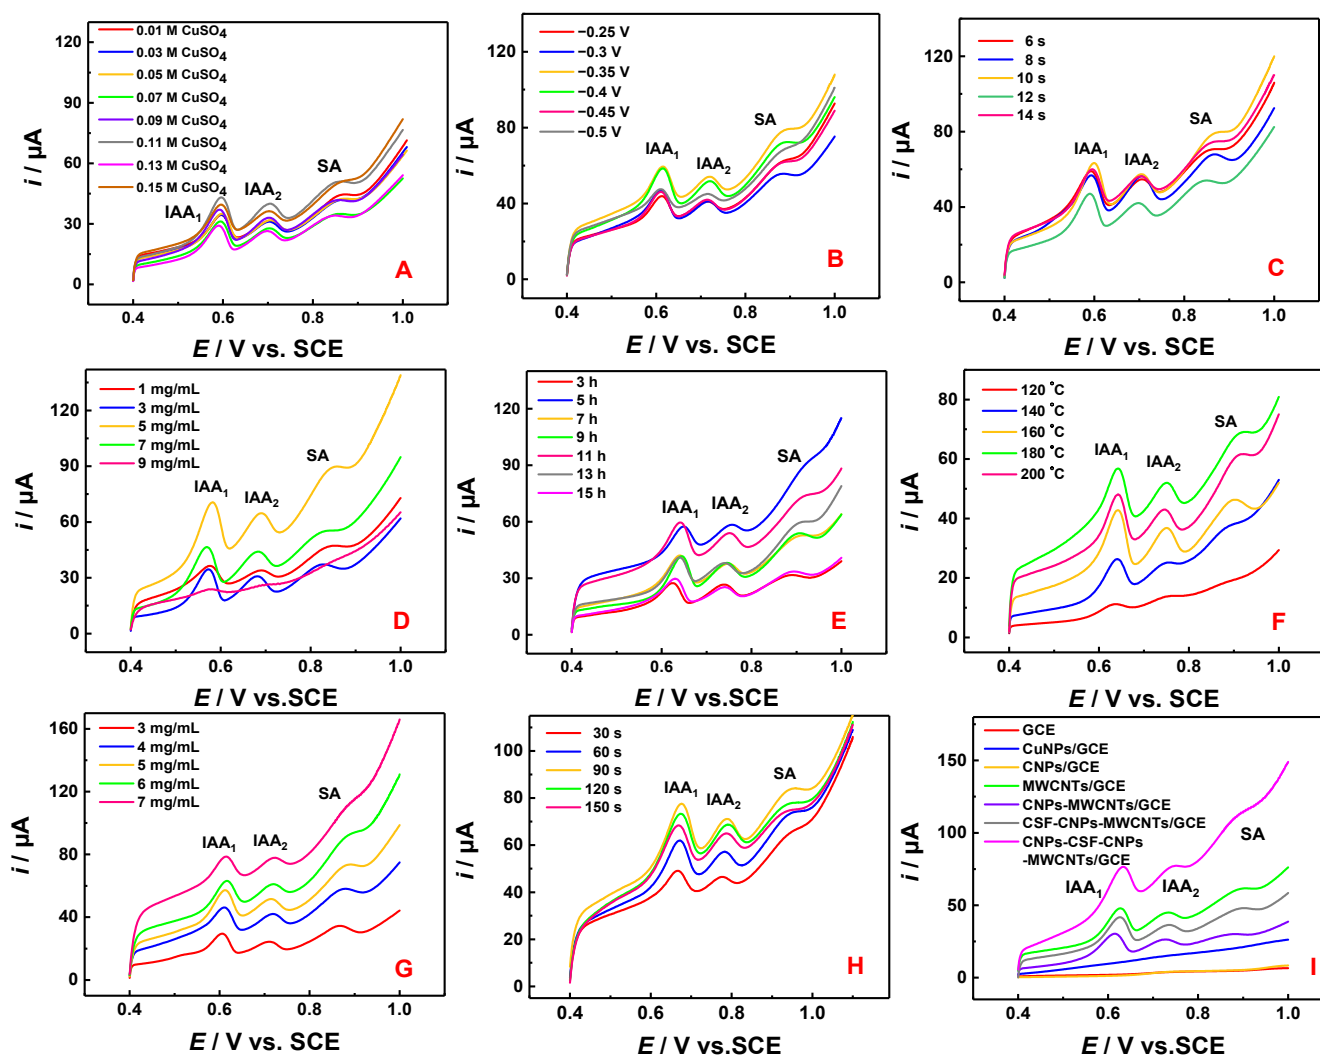 120
90
60
30
0
i / µA
0.01 M CuSO4
0.03 M CuSO4
0.05 M CuSO4
0.07 M CuSO4
0.09 M CuSO4
0.11 M CuSO4
0.13 M CuSO4
0.15 M CuSO4
IAA1
IAA2
SA
A
0.4 0.6 0.8 1.0
E / V vs. SCE
120
80
40
0
i / µA
−0.25 V
−0.3 V
−0.35 V
−0.4 V
−0.45 V
−0.5 V
IAA1
IAA2
SA
B
0.4 0.6 0.8 1.0
E / V vs. SCE
120
80
40
0
i / µA
6 s
8 s
10 s
12 s
14 s
IAA1
IAA2
SA
C
0.4 0.6 0.8 1.0
E / V vs. SCE
120
90
60
30
0
i / µA
1 mg/mL
3 mg/mL
5 mg/mL
7 mg/mL
9 mg/mL
IAA1
IAA2
SA
D
0.4 0.6 0.8 1.0
E / V vs.SCE
120
80
40
0
i / µA
3 h
5 h
7 h
9 h
11 h
13 h
15 h
IAA1
IAA2
SA
E
0.4 0.6 0.8 1.0
E / V vs.SCE
80
60
40
20
0
i / µA
120 °C
140 °C
160 °C
180 °C
200 °C
IAA1
IAA2
SA
F
0.4 0.6 0.8 1.0
E / V vs.SCE
160
120
80
40
0
i / µA
3 mg/mL
4 mg/mL
5 mg/mL
6 mg/mL
7 mg/mL
IAA1
IAA2
SA
G
0.4 0.6 0.8 1.0
E / V vs. SCE
100
80
60
40
20
0
i / µA
30 s
60 s
90 s
120 s
150 s
IAA1
IAA2
SA
H
0.4 0.6 0.8 1.0
E / V vs.SCE
150
100
50
0
i / µA
GCE
CuNPs/GCE
CNPs/GCE
MWCNTs/GCE
CNPs-MWCNTs/GCE
CSF-CNPs-MWCNTs/GCE
CNPs-CSF-CNPs
-MWCNTs/GCE
IAA1
IAA2
SA
I
0.4 0.6 0.8 1.0
E / V vs.SCE